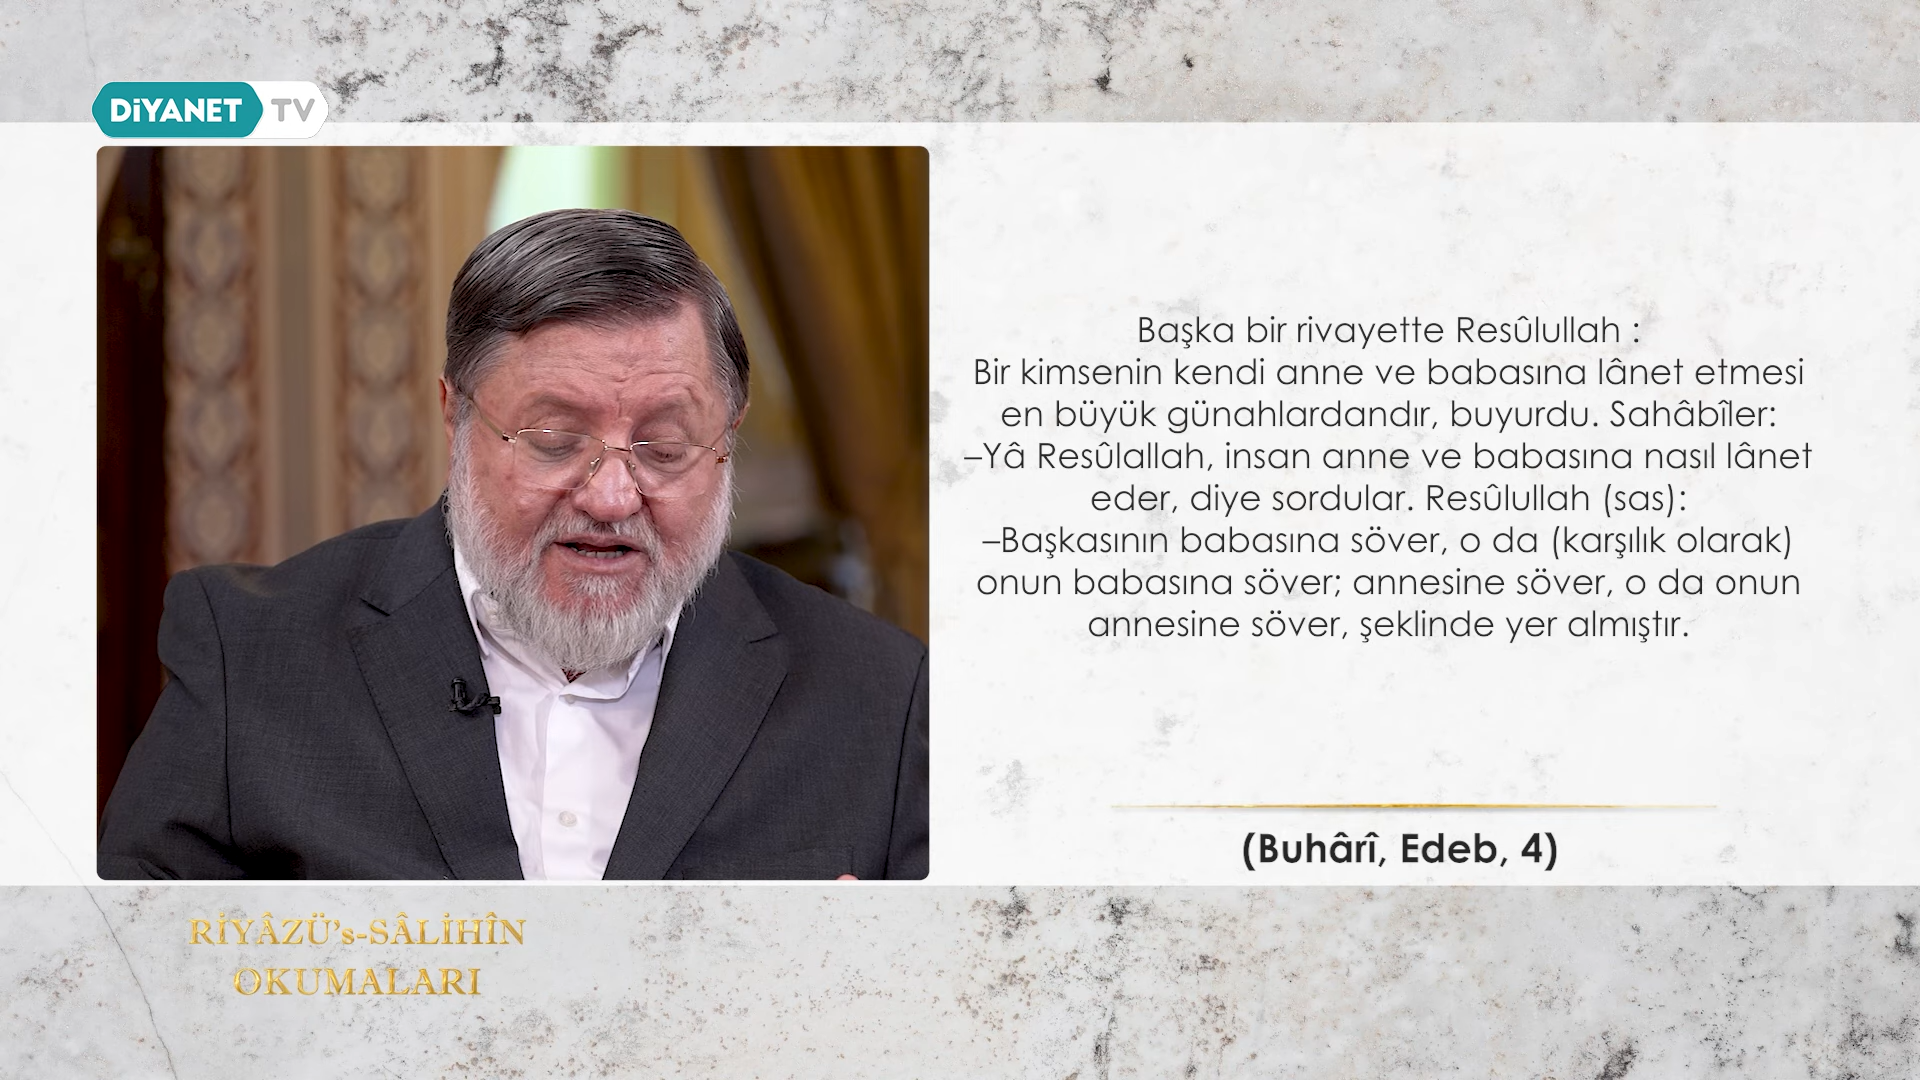 DİYANET TV
Başka bir rivayette Resûlullah :
Bir kimsenin kendi anne ve babasına lânet etmesi
en büyük günahlardandır, buyurdu. Sahâbîler:
–Yâ Resûlallah, insan anne ve babasına nasıl lânet
eder, diye sordular. Resûlullah (sas):
–Başkasının babasına söver, o da (karşılık olarak)
onun babasına söver; annesine söver, o da onun
annesine söver, şeklinde yer almıştır.
(Buhârî, Edeb, 4)
RİYÂZÜ's-SÂLİHÎN
OKUMALARI